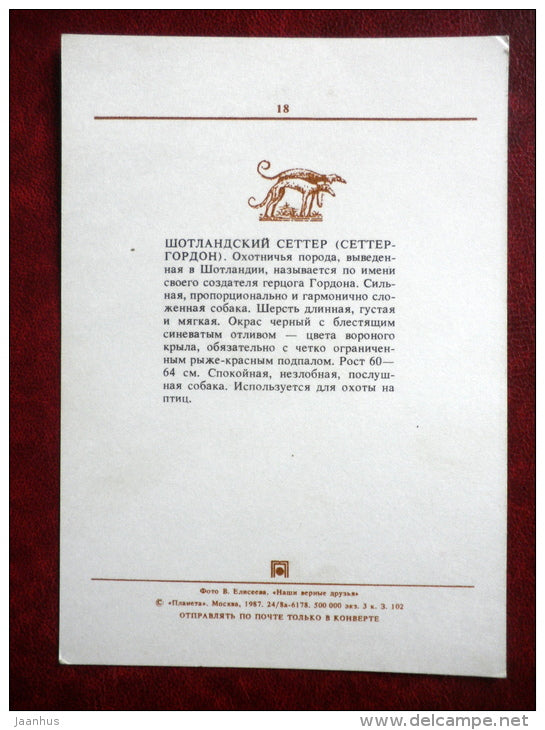 18
ШОТЛАНДСКИЙ СЕТТЕР (СЕТТЕР-
ГОРДОН). Охотничья порода, выведен-
ная в Шотландии, называется по имени
своего создателя герцога Гордона. Силь-
ная, пропорционально и гармонично сло-
женная собака. Шерсть длинная, густая
и мягкая. Окрас черный с блестящим
синеватым отливом — цвета вороного
крыла, обязательно с четко ограничен-
ным рыже-красным подпалом. Рост 60—
64 см. Спокойная, незлобная, послуш-
ная собака. Используется для охоты на
птиц.
Фото В. Елисеева. «Наши верные друзья»
©: «Планета». Москва, 1987. 24/8а-6178. 500 000 экз. 3 к. З. 102
ОТПРАВЛЯТЬ ПО ПОЧТЕ ТОЛЬКО В КОНВЕРТЕ
jaanhus
www.delcampe.net